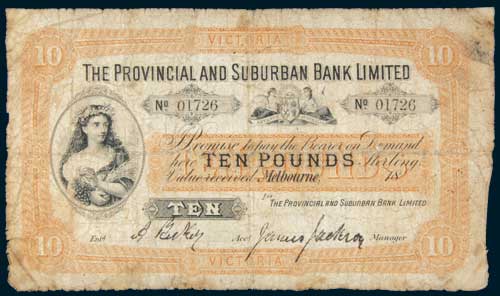 10 VICTORIA 10
THE PROVINCIAL AND SUBURBAN BANK LIMITED
No 01726 No 01726
I Promise to pay the Bearer on Demand
here TEN POUNDS Sterling
Value received Melbourne, 18
For THE PROVINCIAL AND SUBURBAN BANK LIMITED
TEN
Entd Acct James Jackson Manager
10 VICTORIA 10